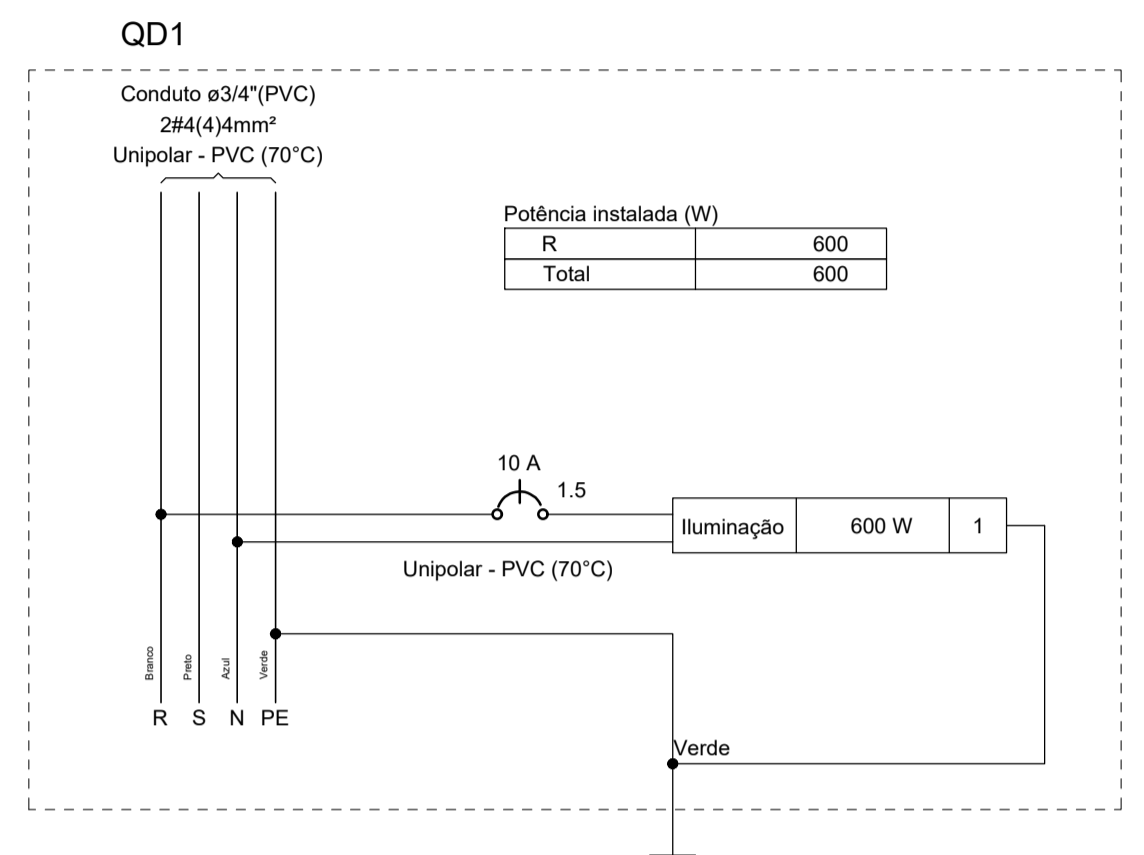 QD1
Conduto ø3/4"(PVC)
2#4(4)4mm²
Unipolar - PVC (70°C)
Potência instalada (W)
R 600
Total 600
10 A
1.5
Iluminação 600 W 1
Unipolar - PVC (70°C)
Branco Preto Azul Verde
R S N PE
Verde